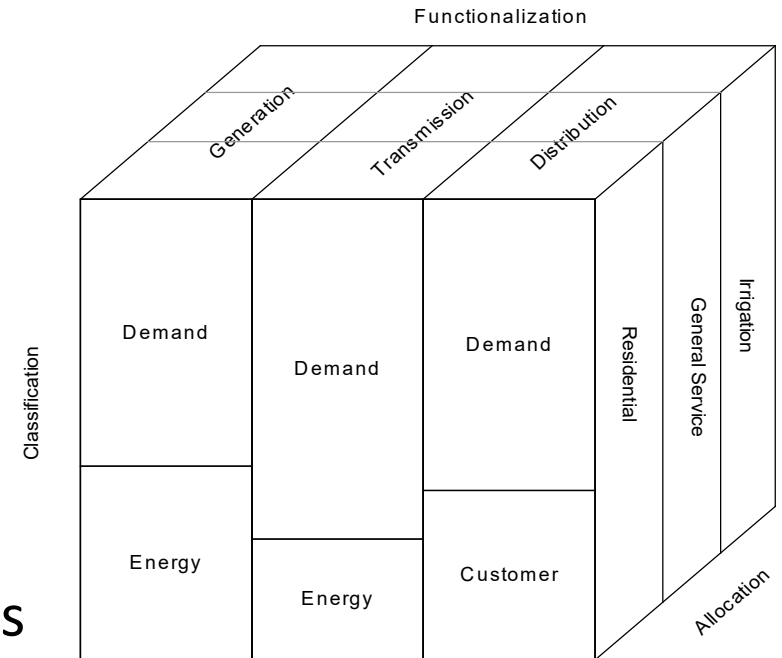 Functionalization
Generation
Transmission
Distribution
Classification
Demand
Demand
Demand
Energy
Energy
Customer
Residential
General Service
Irrigation
Allocation
s